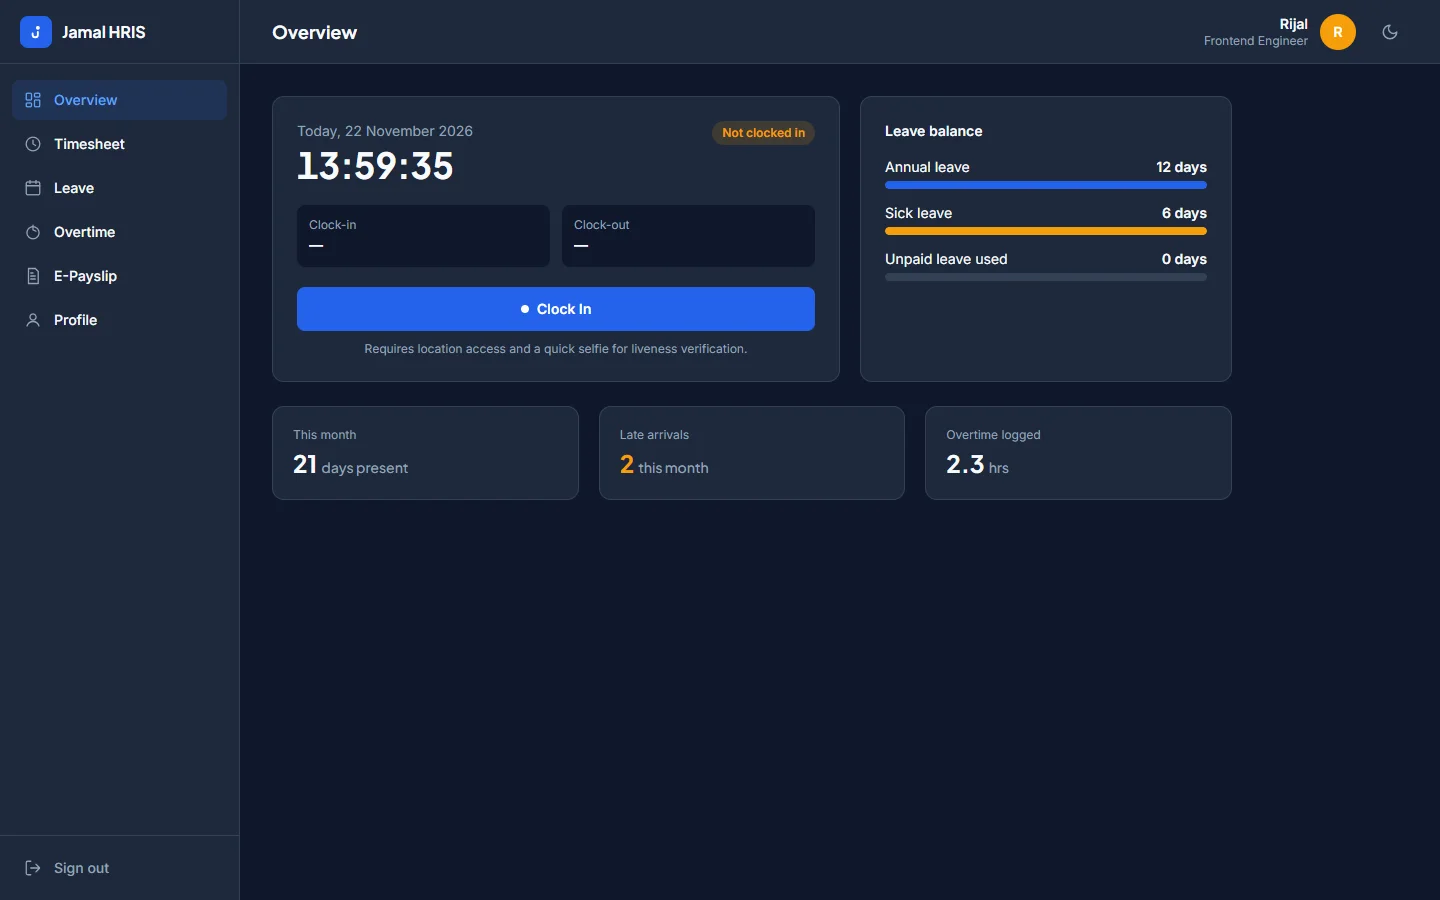 Jamal HRIS
Overview
Timesheet
Leave
Overtime
E-Payslip
Profile
Sign out
Overview
Rijal
Frontend Engineer
R
Today, 22 November 2026
Not clocked in
13:59:35
Clock-in
—
Clock-out
—
Clock In
Requires location access and a quick selfie for liveness verification.
Leave balance
Annual leave 12 days
Sick leave 6 days
Unpaid leave used 0 days
This month
21 days present
Late arrivals
2 this month
Overtime logged
2.3 hrs